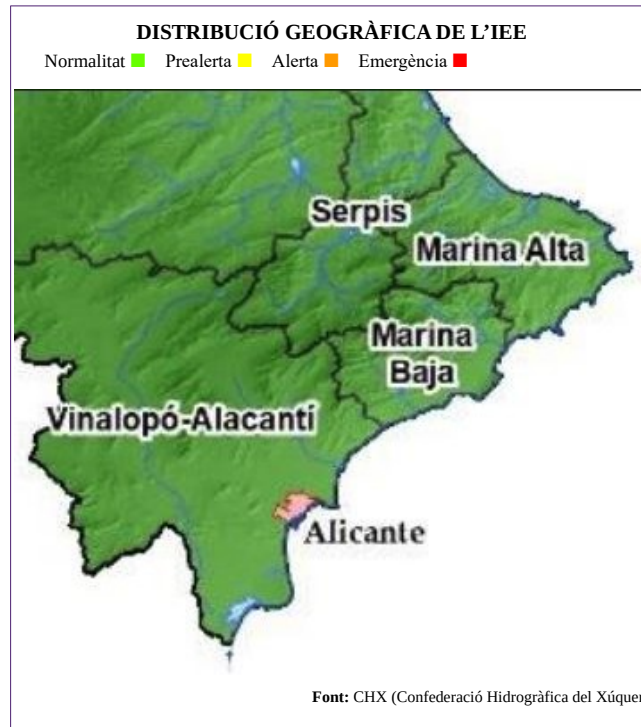 DISTRIBUCIÓ GEOGRÀFICA DE L’IEE
Normalitat Prealerta Alerta Emergència
Serpis
Marina Alta
Marina
Baja
Vinalopó-Alacantí
Alicante
Font: CHX (Confederació Hidrogràfica del Xúquer